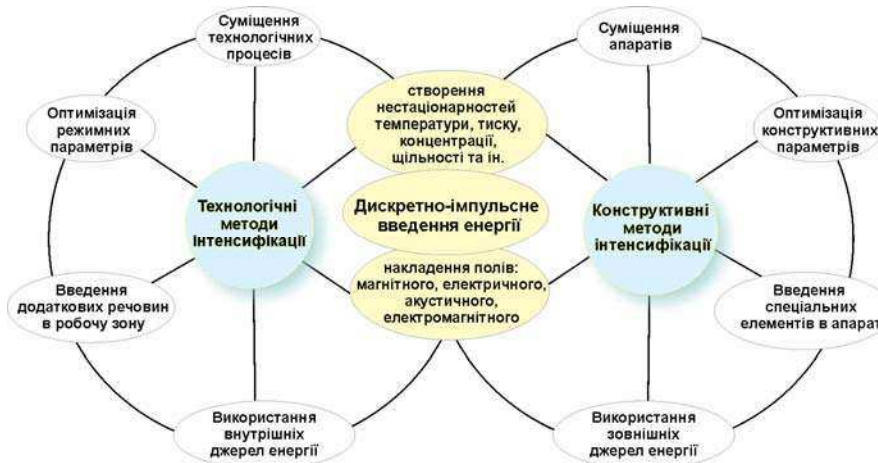 Суміщення
технологічних
процесів
Суміщення
апаратів
створення
нестаціонарностей
температури, тиску,
концентрації,
щільності та ін.
Оптимізація
режимних
параметрів
Оптимізація
конструктивних
параметрів
Технологічні
методи
інтенсифікації
Дискретно-імпульсне
введення енергії
Конструктивні
методи
інтенсифікації
накладення полів:
магнітного, електричного,
акустичного,
електромагнітного
Введення
додаткових речовин
в робочу зону
Введення
спеціальних
елементів в апарат
Використання
внутрішніх
джерел енергії
Використання
зовнішніх
джерел енергії